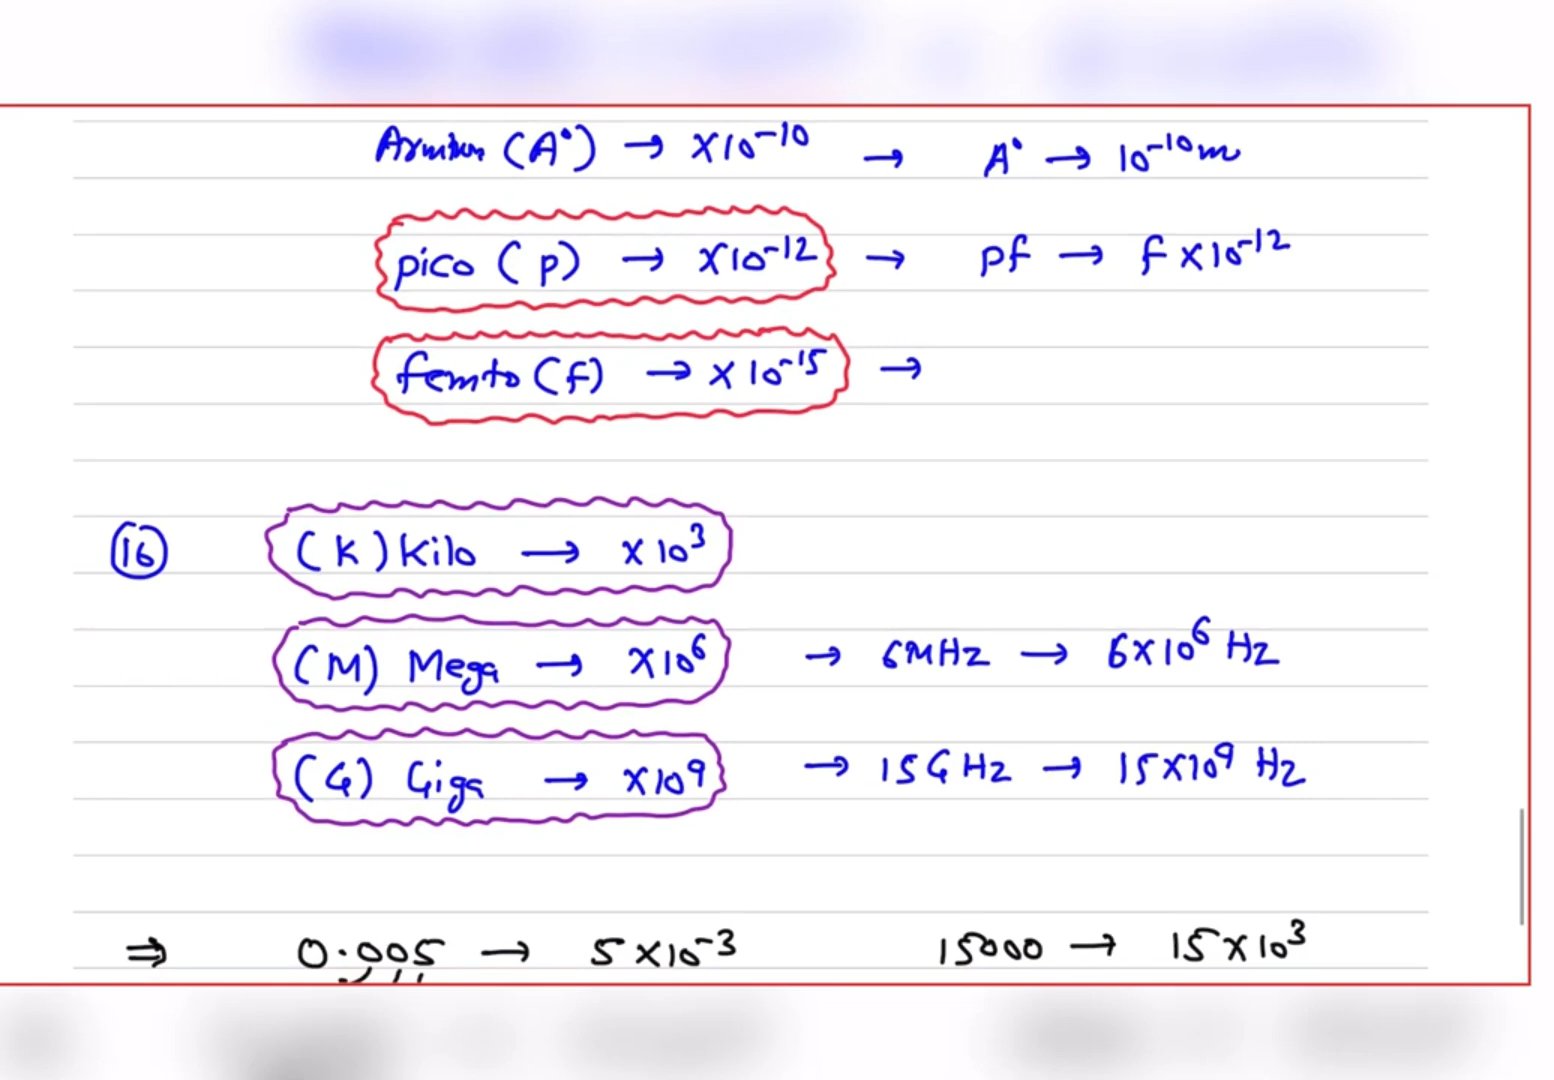 (A°) → ×10⁻¹⁰ → A° → 10⁻¹⁰m
pico (p) → ×10⁻¹² → pf → f×10⁻¹²
femto (f) → ×10⁻¹⁵ →
(16) (K) Kilo → ×10³
(M) Mega → ×10⁶ → 6MHz → 6×10⁶ Hz
(G) Giga → ×10⁹ → 15GHz → 15×10⁹ Hz
⇒ 0.005 → 5×10⁻³ 15000 → 15×10³